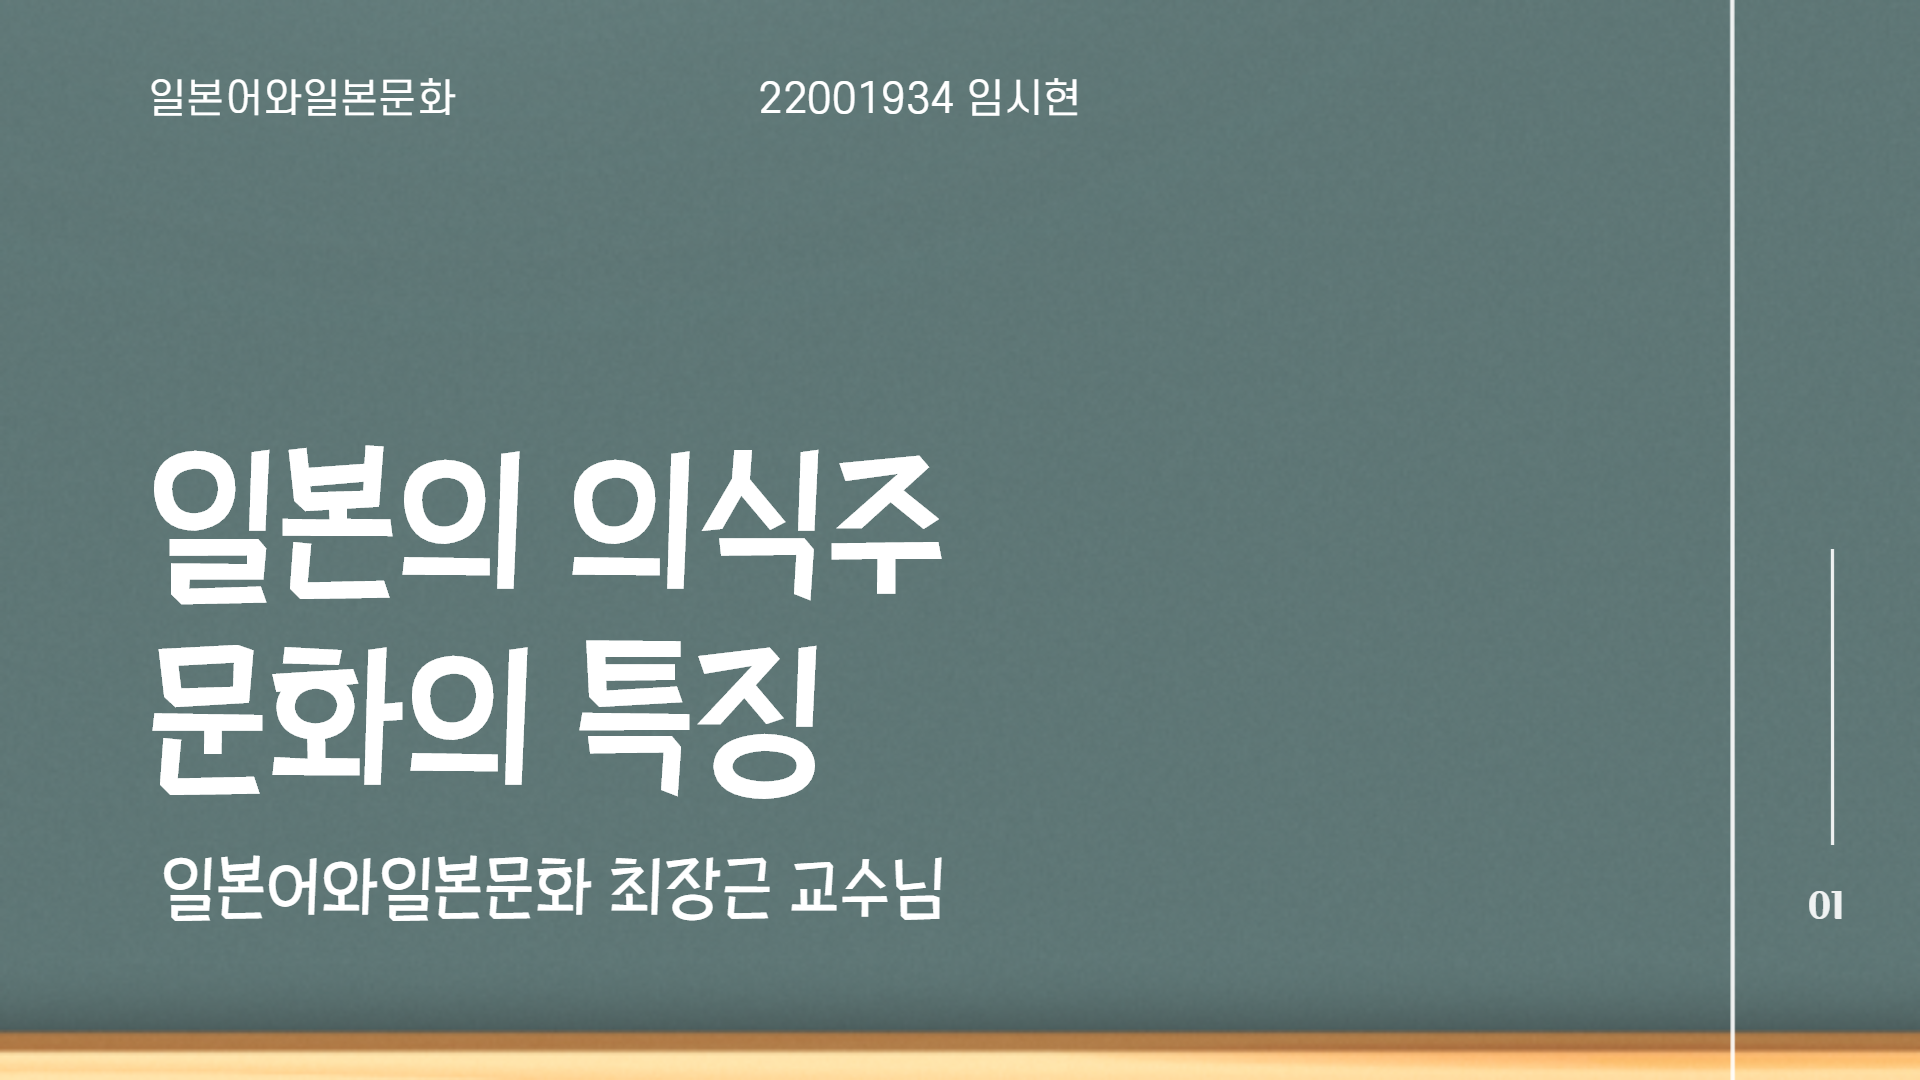 일본어와일본문화
22001934 임시현
일본의 의식주
문화의 특징
일본어와일본문화 최장근 교수님
01